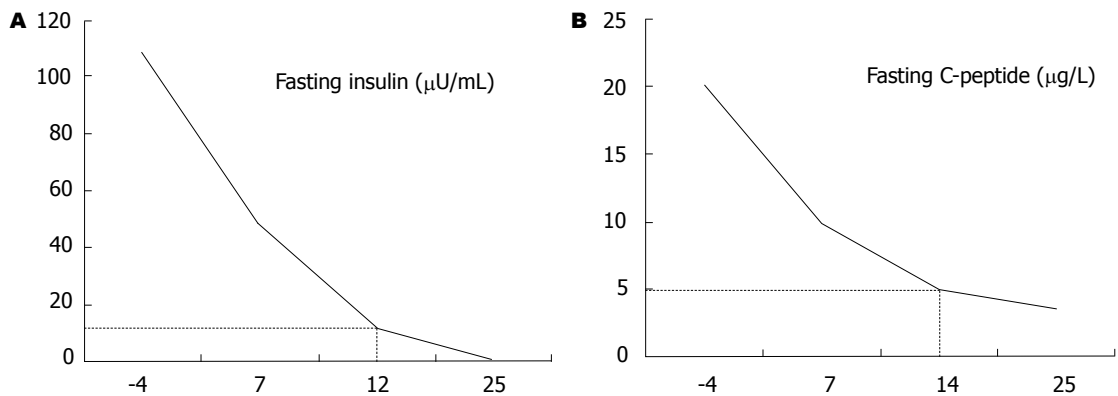 A
120
100
80
60
40
20
0
Fasting insulin (μU/mL)
-4 7 12 25
B
25
20
15
10
5
0
Fasting C-peptide (μg/L)
-4 7 14 25